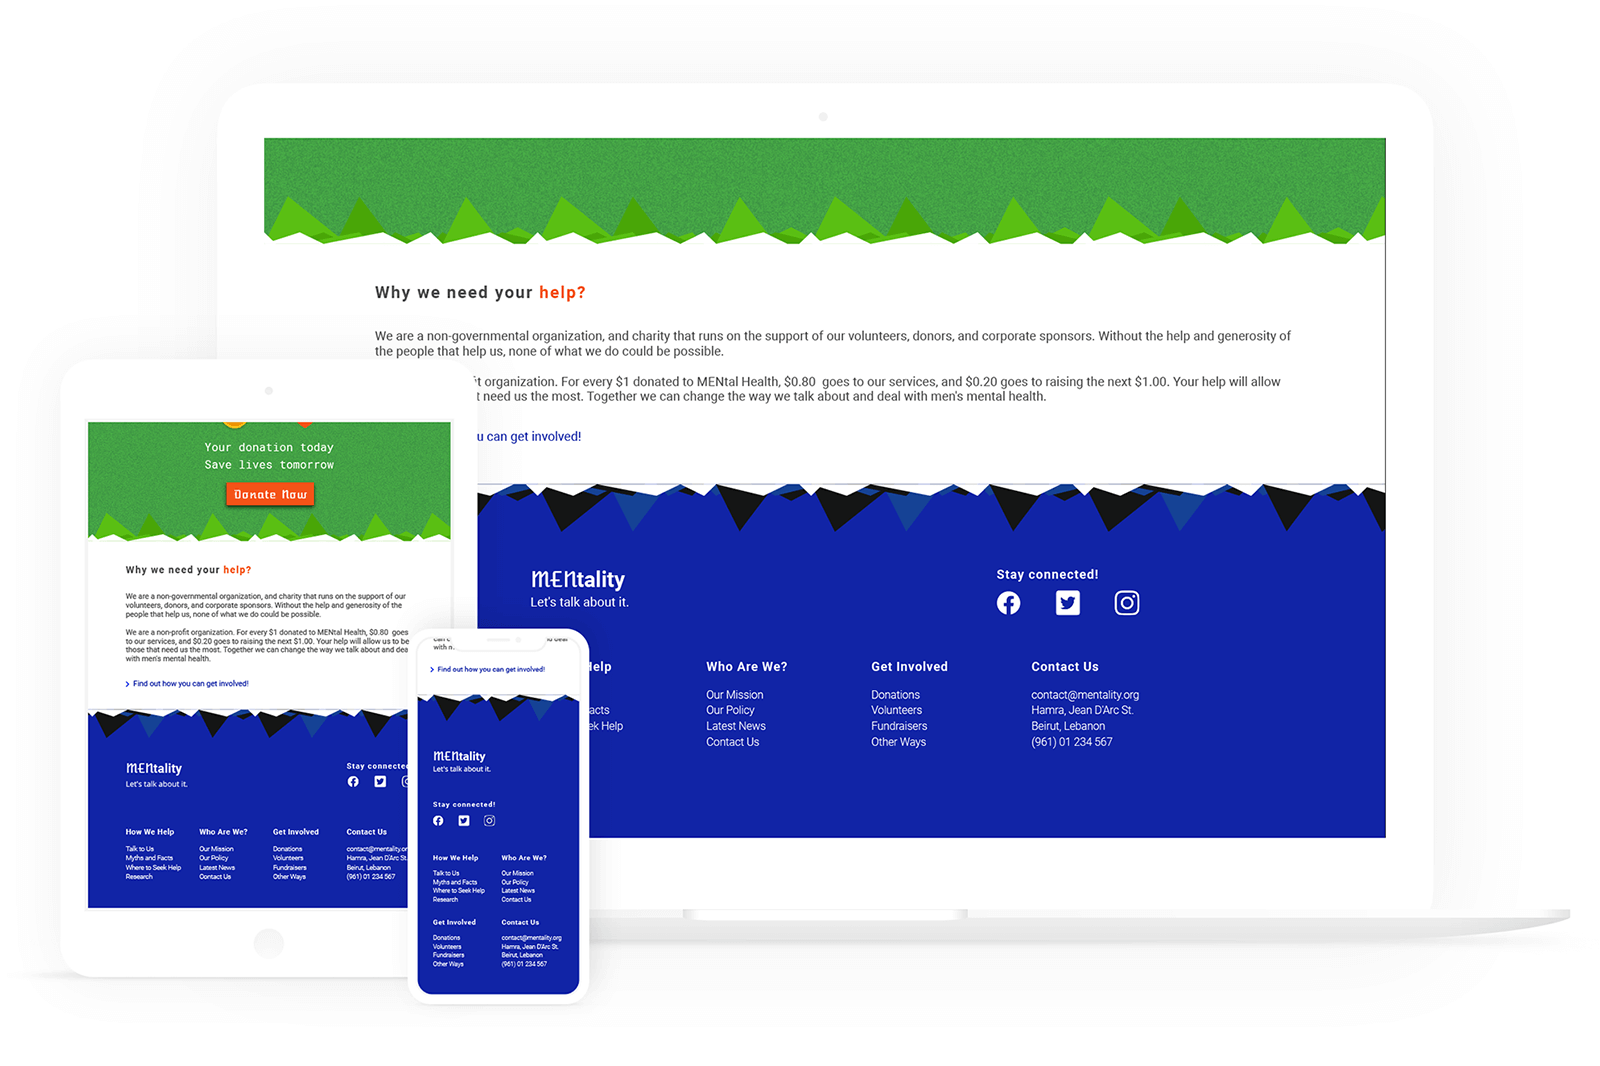 Why we need your help?
We are a non-governmental organization, and charity that runs on the support of our volunteers, donors, and corporate sponsors. Without the help and generosity of
the people that help us, none of what we do could be possible.
organization. For every $1 donated to MENtal Health, $0.80 goes to our services, and $0.20 goes to raising the next $1.00. Your help will allow
need us the most. Together we can change the way we talk about and deal with men's mental health.
can get involved!
MENtality
Let's talk about it.
Stay connected!
Help
Who Are We?
Get Involved
Contact Us
Our Mission
Donations
contact@mentality.org
acts
Our Policy
Volunteers
Hamra, Jean D'Arc St.
ek Help
Latest News
Fundraisers
Beirut, Lebanon
Contact Us
Other Ways
(961) 01 234 567
Your donation today
Save lives tomorrow
Donate Now
Why we need your help?
We are a non-governmental organization, and charity that runs on the support of our
volunteers, donors, and corporate sponsors. Without the help and generosity of the
people that help us, none of what we do could be possible.
We are a non-profit organization. For every $1 donated to MENtal Health, $0.80 goes
to our services, and $0.20 goes to raising the next $1.00. Your help will allow us to be
those that need us the most. Together we can change the way we talk about and dea
with men's mental health.
Find out how you can get involved!
MENtality
Let's talk about it.
Stay connecte
How We Help
Who Are We?
Get Involved
Contact Us
Talk to Us
Our Mission
Donations
contact@mentality.or
Myths and Facts
Our Policy
Volunteers
Hamra, Jean D'Arc St.
Where to Seek Help
Latest News
Fundraisers
Beirut, Lebanon
Research
Contact Us
Other Ways
(961) 01 234 567
Find out how you can get involved!
MENtality
Let's talk about it.
Stay connected!
How We Help
Who Are We?
Talk to Us
Our Mission
Myths and Facts
Our Policy
Where to Seek Help
Latest News
Research
Contact Us
Get Involved
Contact Us
Donations
contact@mentality.org
Volunteers
Hamra, Jean D'Arc St.
Fundraisers
Beirut, Lebanon
Other Ways
(961) 01 234 567